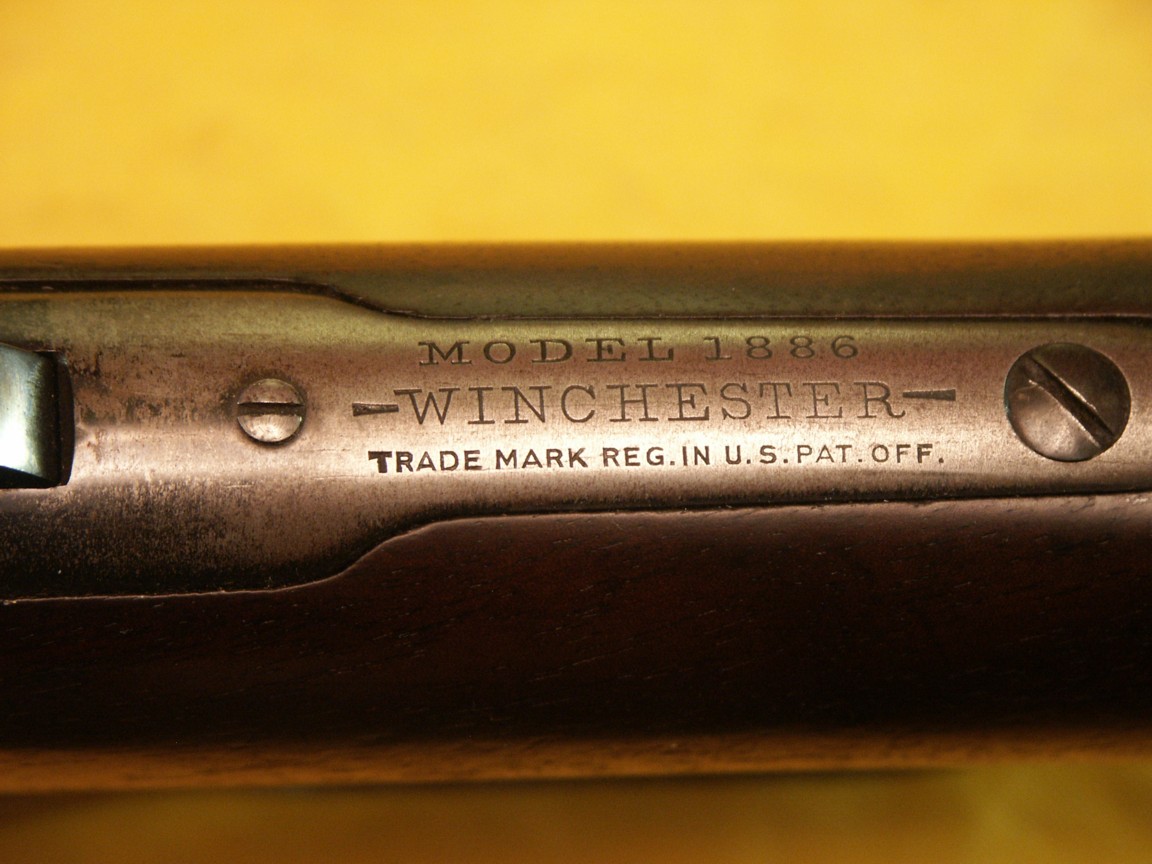 MODEL 1886
-WINCHESTER-
TRADE MARK REG. IN U.S. PAT. OFF.